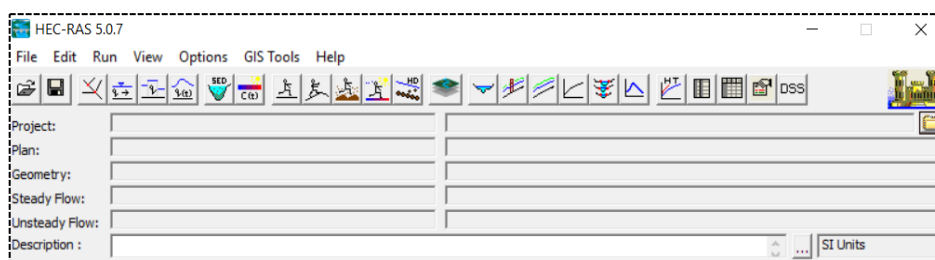 HEC-RAS 5.0.7
File Edit Run View Options GIS Tools Help
SED C(t) HD HT DSS
Project:
Plan:
Geometry:
Steady Flow:
Unsteady Flow:
Description : ... SI Units